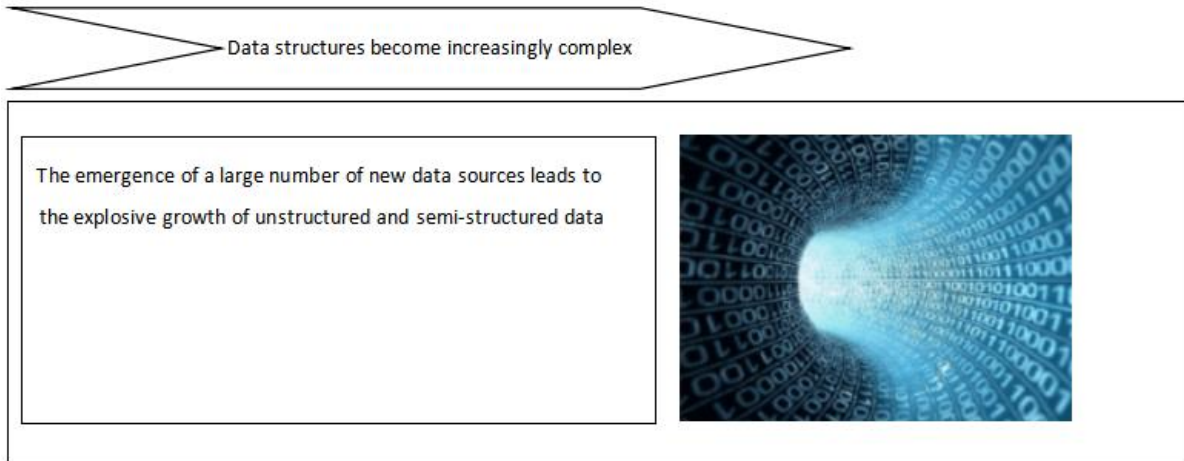 Data structures become increasingly complex
The emergence of a large number of new data sources leads to
the explosive growth of unstructured and semi-structured data